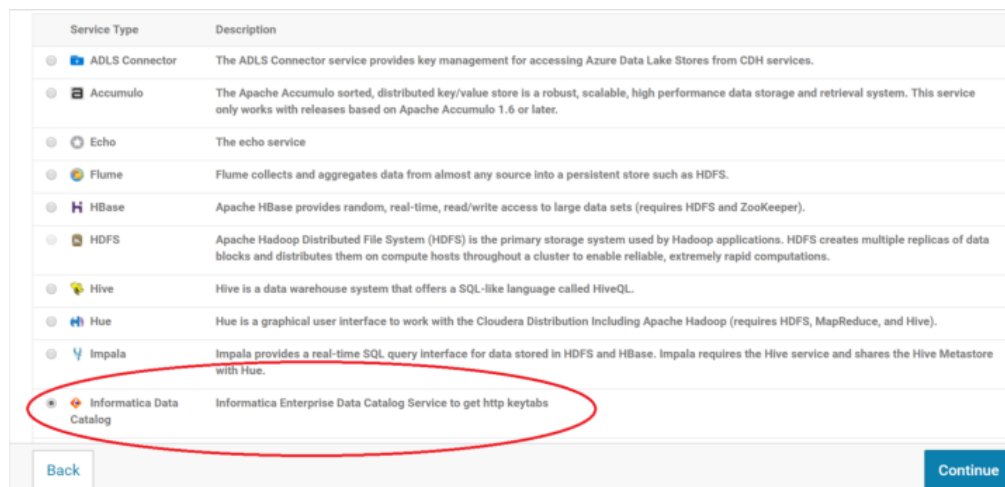 Service Type Description
ADLS Connector The ADLS Connector service provides key management for accessing Azure Data Lake Stores from CDH services.
Accumulo The Apache Accumulo sorted, distributed key/value store is a robust, scalable, high performance data storage and retrieval system. This service
only works with releases based on Apache Accumulo 1.6 or later.
Echo The echo service
Flume Flume collects and aggregates data from almost any source into a persistent store such as HDFS.
HBase Apache HBase provides random, real-time, read/write access to large data sets (requires HDFS and ZooKeeper).
HDFS Apache Hadoop Distributed File System (HDFS) is the primary storage system used by Hadoop applications. HDFS creates multiple replicas of data
blocks and distributes them on compute hosts throughout a cluster to enable reliable, extremely rapid computations.
Hive Hive is a data warehouse system that offers a SQL-like language called HiveQL.
Hue Hue is a graphical user interface to work with the Cloudera Distribution Including Apache Hadoop (requires HDFS, MapReduce, and Hive).
Impala Impala provides a real-time SQL query interface for data stored in HDFS and HBase. Impala requires the Hive service and shares the Hive Metastore
with Hue.
Informatica Data Informatica Enterprise Data Catalog Service to get http keytabs
Catalog
Back Continue